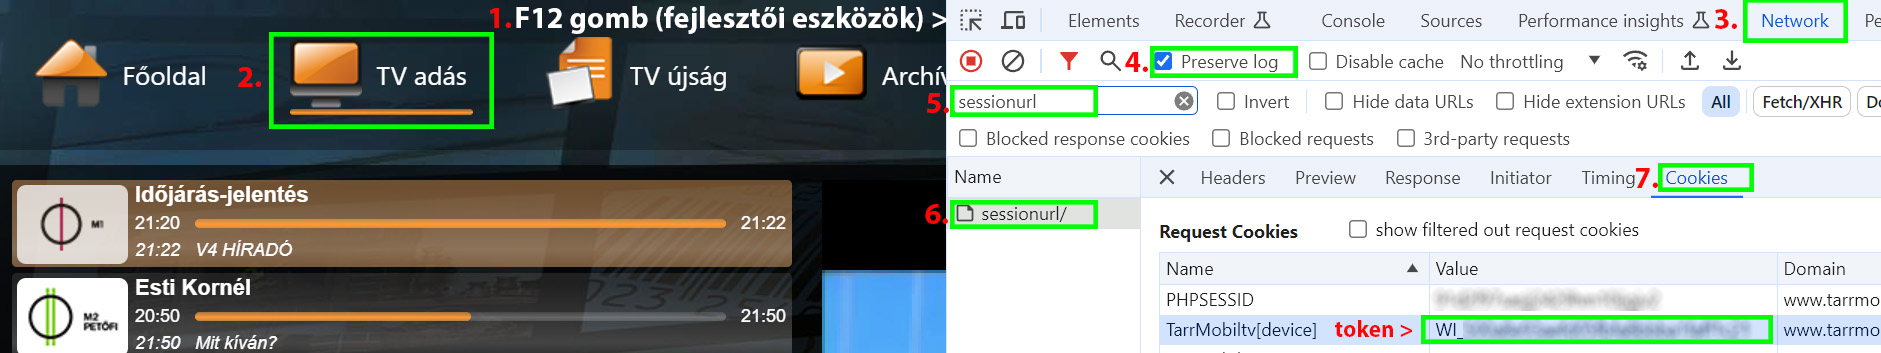 1. F12 gomb (fejlesztői eszközök) >
2.
Főoldal
TV adás
TV újság
Archív
Időjárás-jelentés
M1
21:20
21:22
21:22 V4 HÍRADÓ
Esti Kornél
M2
PETŐFI
20:50
21:50
21:50 Mit kíván?
Elements
Recorder
Console
Sources
Performance insights
3.
Network
Pe
4.
Preserve log
Disable cache
No throttling
5.
sessionurl
Invert
Hide data URLs
Hide extension URLs
All
Fetch/XHR
Do
Blocked response cookies
Blocked requests
3rd-party requests
Name
Headers
Preview
Response
Initiator
Timing
7.
Cookies
6.
sessionurl/
Request Cookies
show filtered out request cookies
Name
Value
Domain
PHPSESSID
www.tarrmo
TarrMobiltv[device]
token >
WI_
www.tarrmo